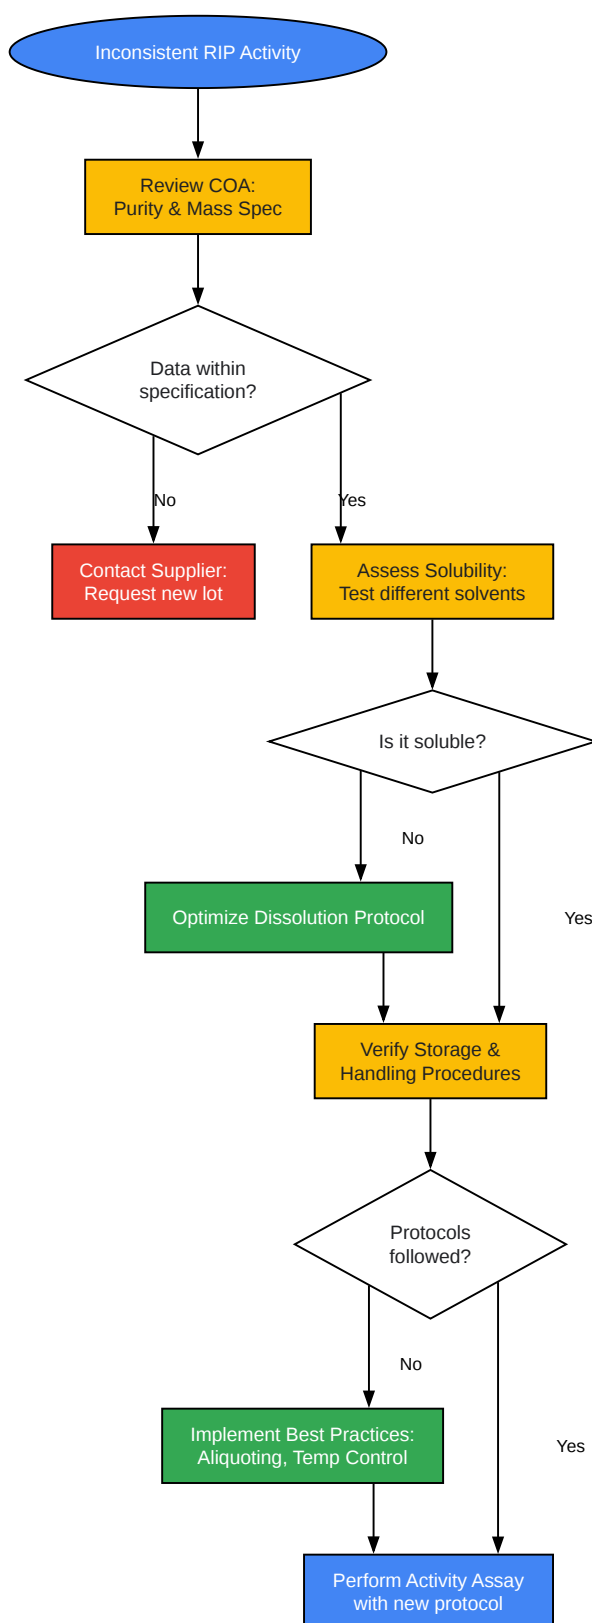 Inconsistent RIP Activity
Review COA:
Purity & Mass Spec
Data within
specification?
No
Yes
Contact Supplier:
Request new lot
Assess Solubility:
Test different solvents
Is it soluble?
No
Optimize Dissolution Protocol
Yes
Verify Storage &
Handling Procedures
Protocols
followed?
No
Implement Best Practices:
Aliquoting, Temp Control
Yes
Perform Activity Assay
with new protocol